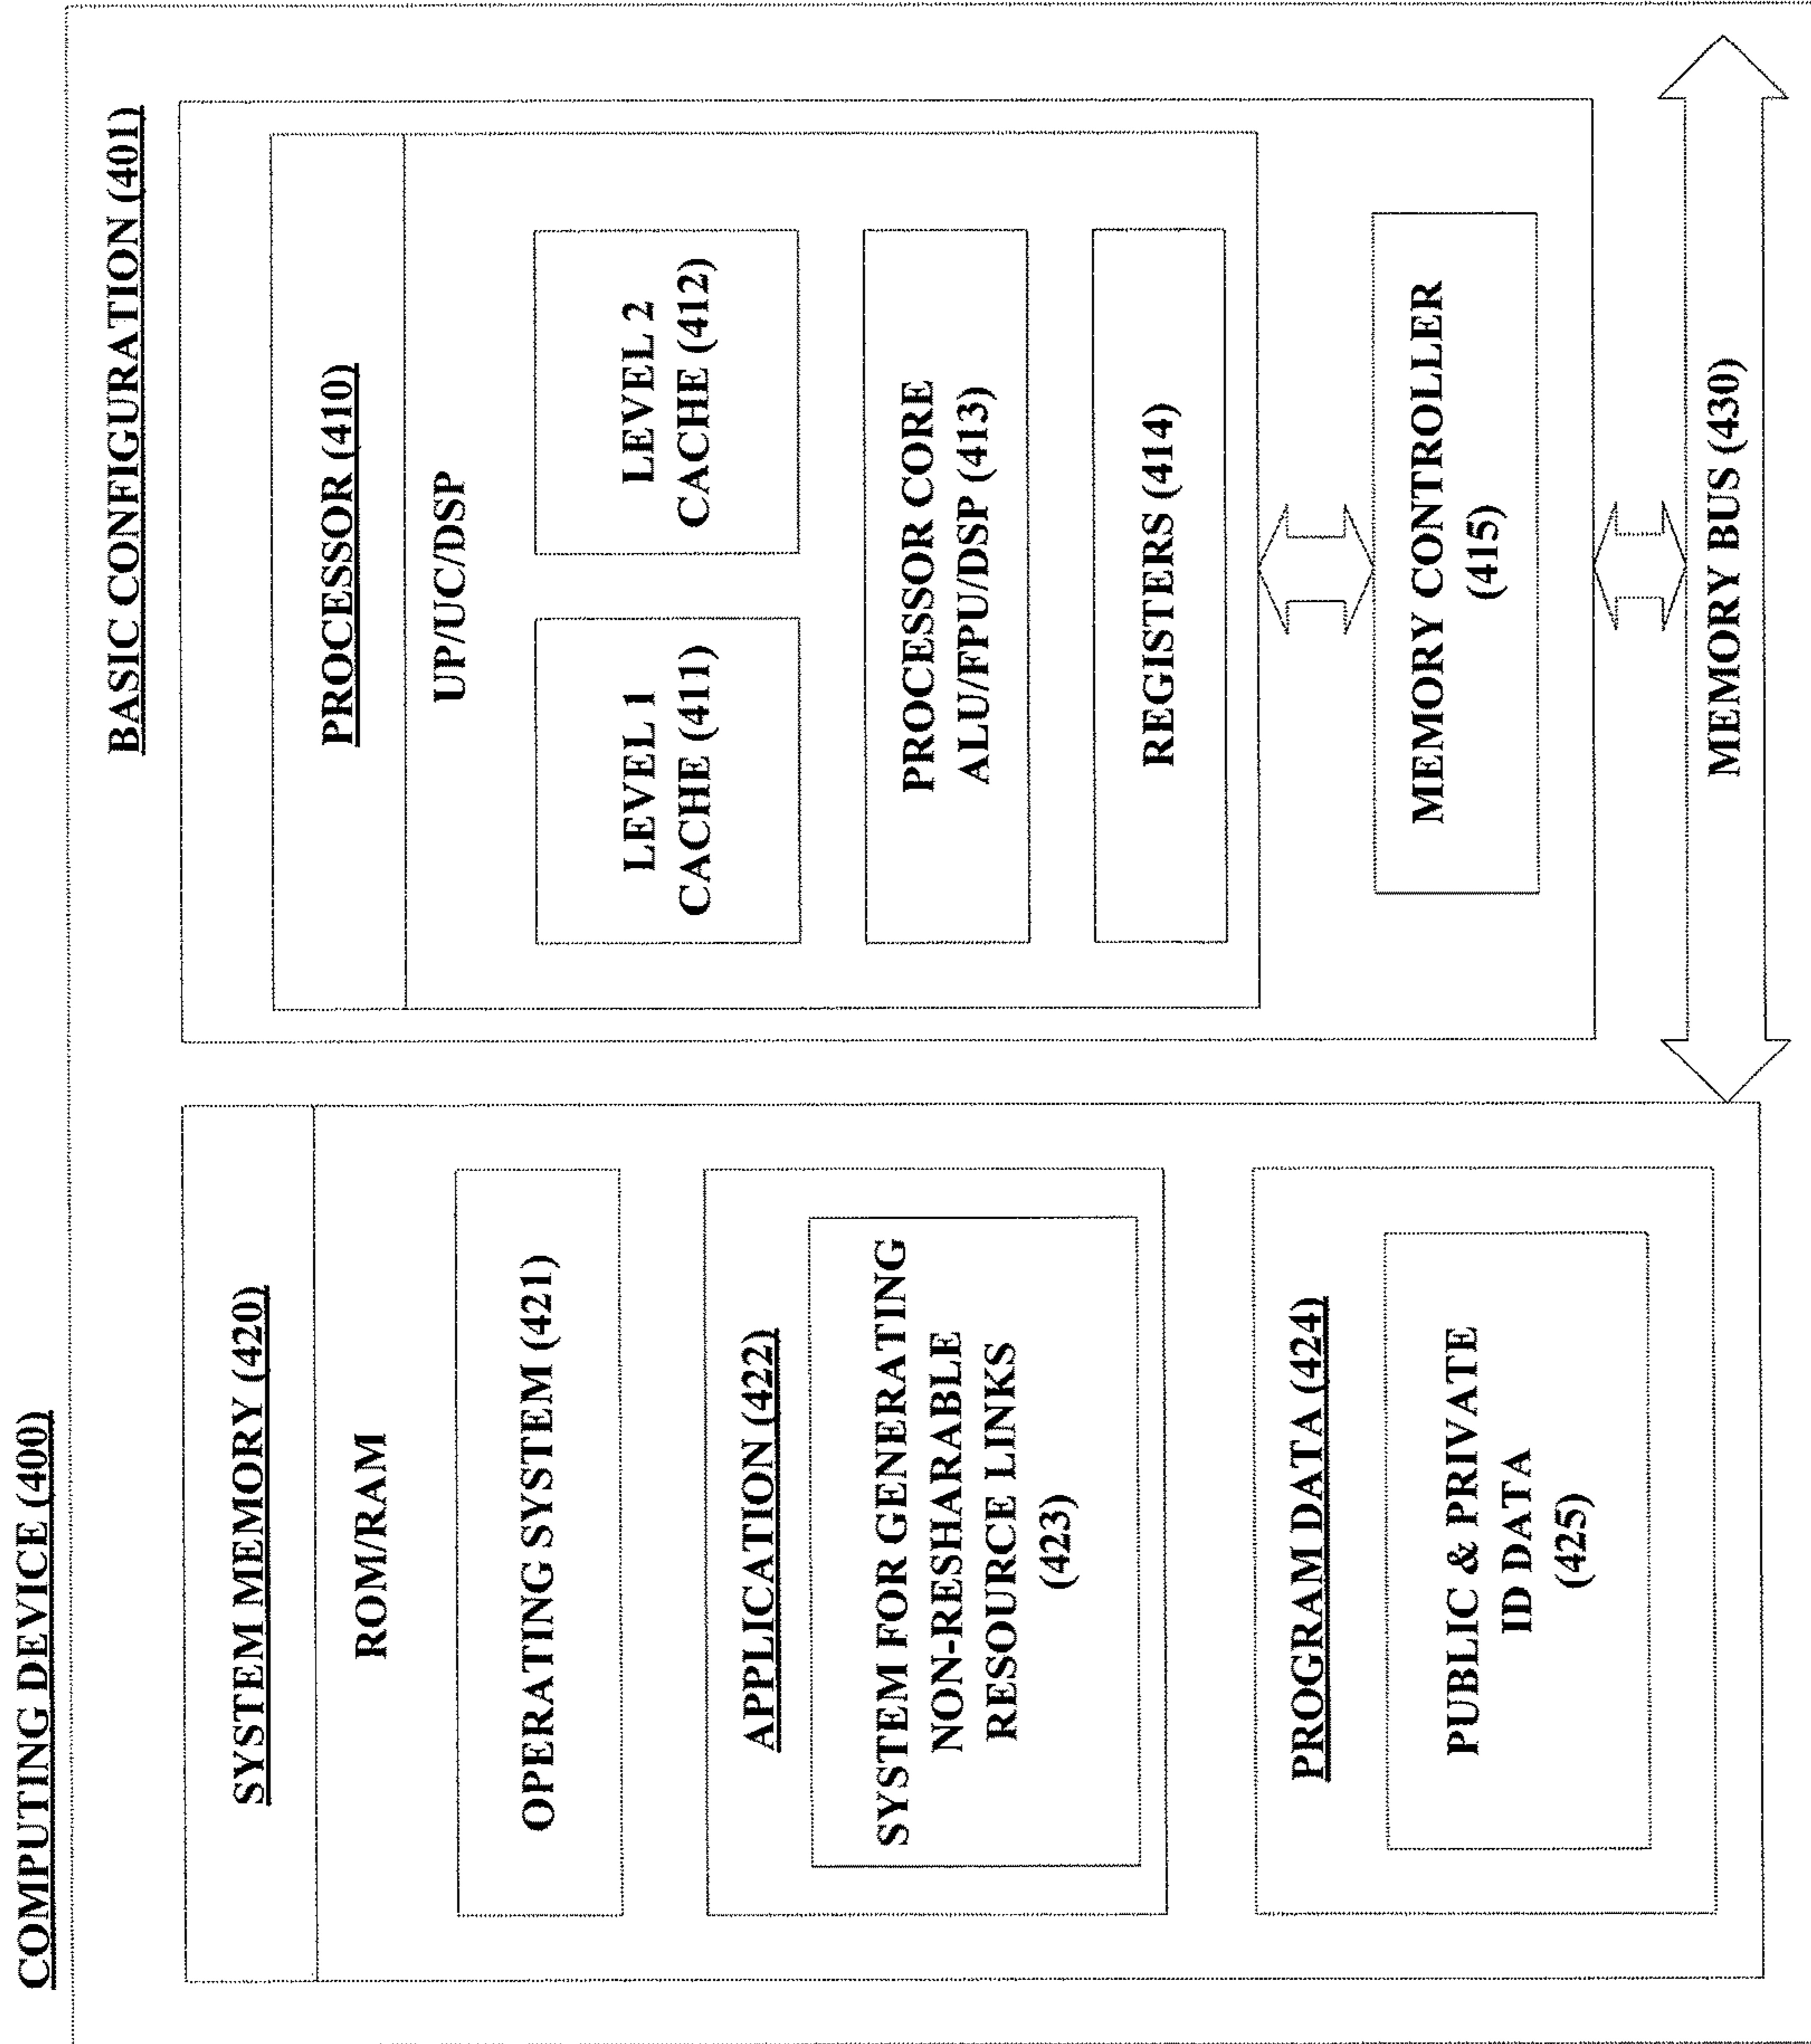 COMPUTING DEVICE (400)
SYSTEM MEMORY (420)
ROM/RAM
OPERATING SYSTEM (421)
APPLICATION (422)
SYSTEM FOR GENERATING
NON-RESHARABLE
RESOURCE LINKS
(423)
PROGRAM DATA (424)
PUBLIC & PRIVATE
ID DATA
(425)
BASIC CONFIGURATION (401)
PROCESSOR (410)
UP/UC/DSP
LEVEL 1
CACHE (411)
LEVEL 2
CACHE (412)
PROCESSOR CORE
ALU/FPU/DSP (413)
REGISTERS (414)
MEMORY CONTROLLER
(415)
MEMORY BUS (430)